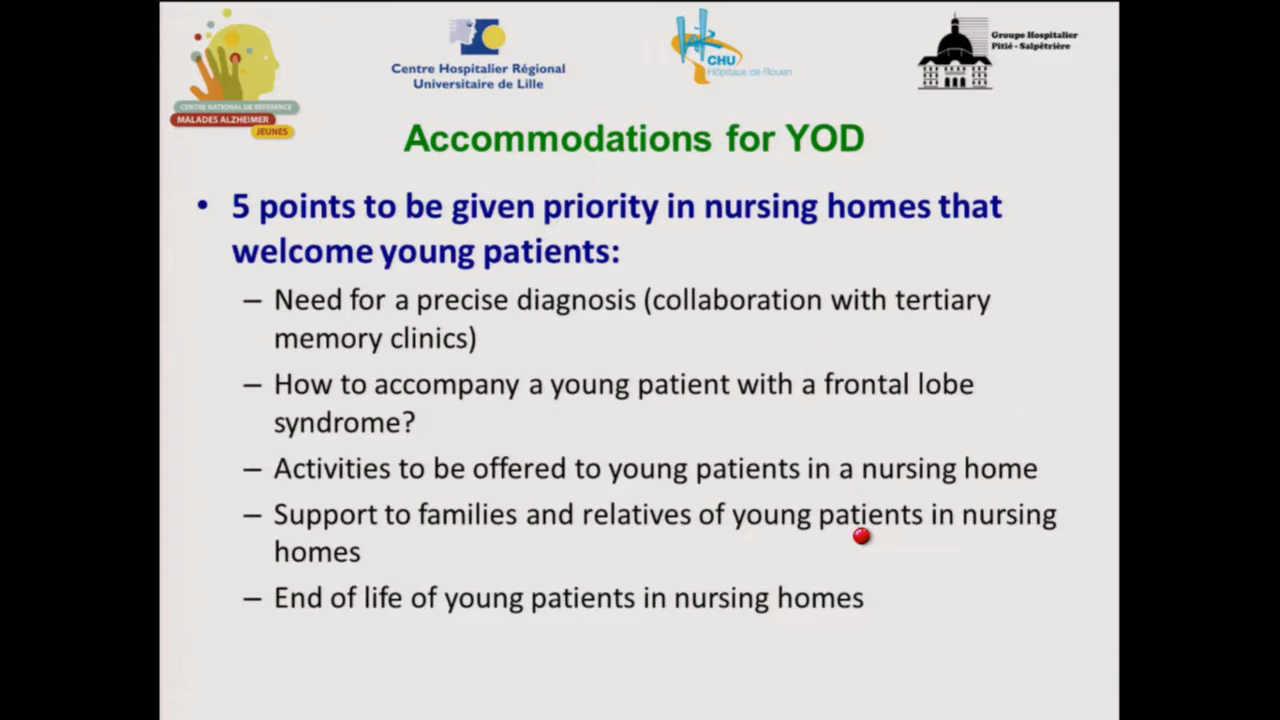 CENTRE NATIONAL DE RÉFÉRENCE
MALADES ALZHEIMER
JEUNES
Centre Hospitalier Régional
Universitaire de Lille
CHU
Hôpitaux de Rouen
Groupe Hospitalier
Pitié - Salpêtrière
Accommodations for YOD
• 5 points to be given priority in nursing homes that
welcome young patients:
– Need for a precise diagnosis (collaboration with tertiary
memory clinics)
– How to accompany a young patient with a frontal lobe
syndrome?
– Activities to be offered to young patients in a nursing home
– Support to families and relatives of young patients in nursing
homes
– End of life of young patients in nursing homes